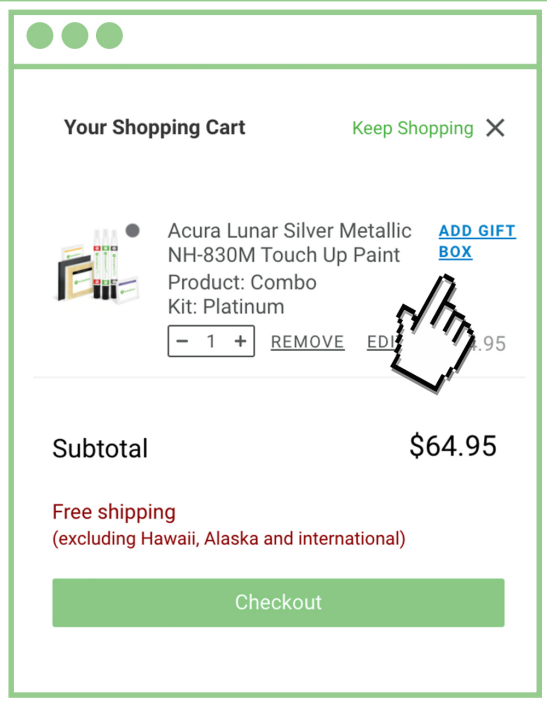 Your Shopping Cart
Keep Shopping
Acura Lunar Silver Metallic
NH-830M Touch Up Paint
Product: Combo
Kit: Platinum
ADD GIFT
BOX
1
REMOVE
.95
Subtotal
$64.95
Free shipping
(excluding Hawaii, Alaska and international)
Checkout